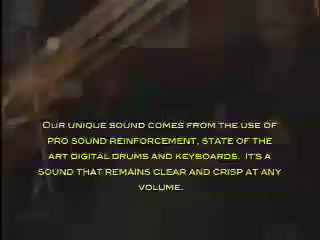 Our unique sound comes from the use of
pro sound reinforcement, state of the
art digital drums and keyboards. It's a
sound that remains clear and crisp at any
volume.